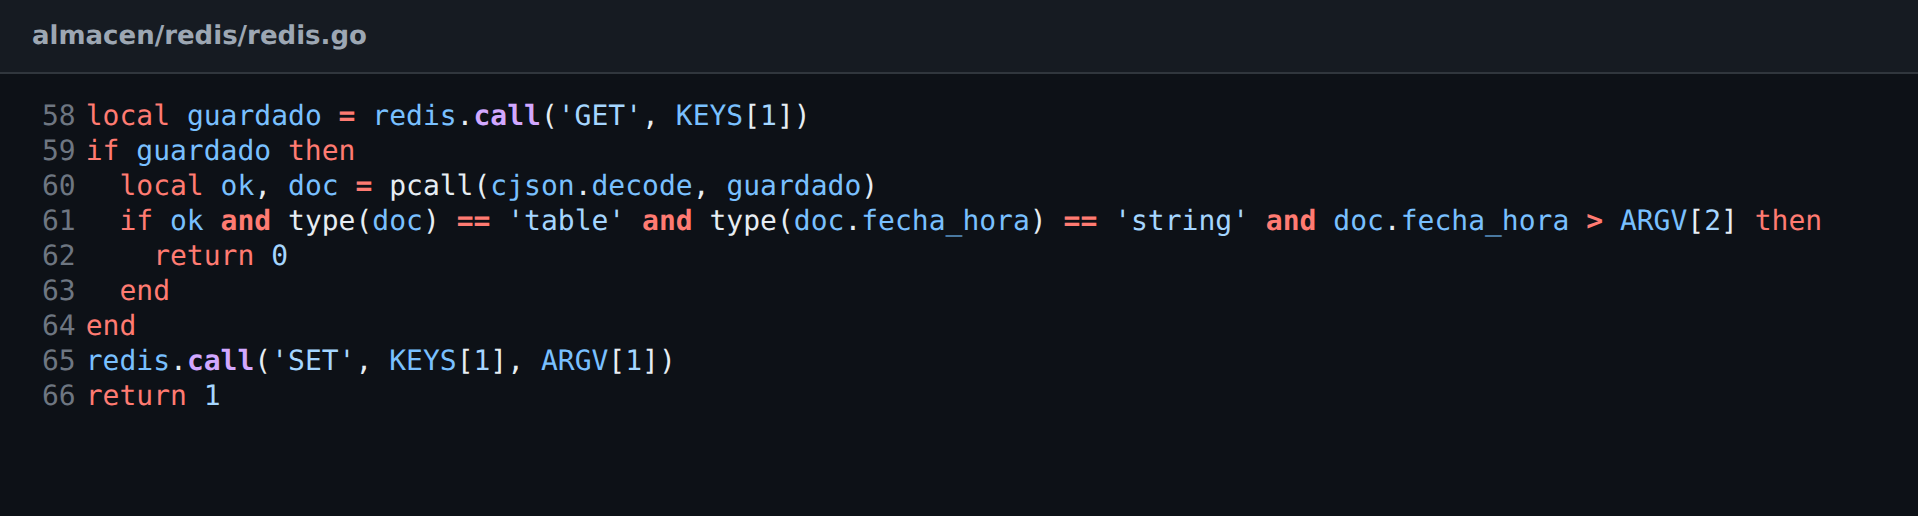 almacen/redis/redis.go
58 local guardado = redis.call('GET', KEYS[1])
59 if guardado then
60   local ok, doc = pcall(cjson.decode, guardado)
61   if ok and type(doc) == 'table' and type(doc.fecha_hora) == 'string' and doc.fecha_hora > ARGV[2] then
62     return 0
63   end
64 end
65 redis.call('SET', KEYS[1], ARGV[1])
66 return 1